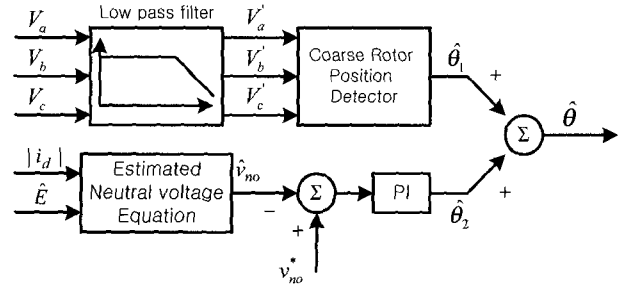 Low pass filter
V_a
V_b
V_c
V_a'
V_b'
V_c'
Coarse Rotor
Position
Detector
θ̂_1
+
Σ
θ̂
|i_d|
Ê
Estimated
Neutral voltage
Equation
v̂_no
−
Σ
+
v_no^*
PI
θ̂_2
+